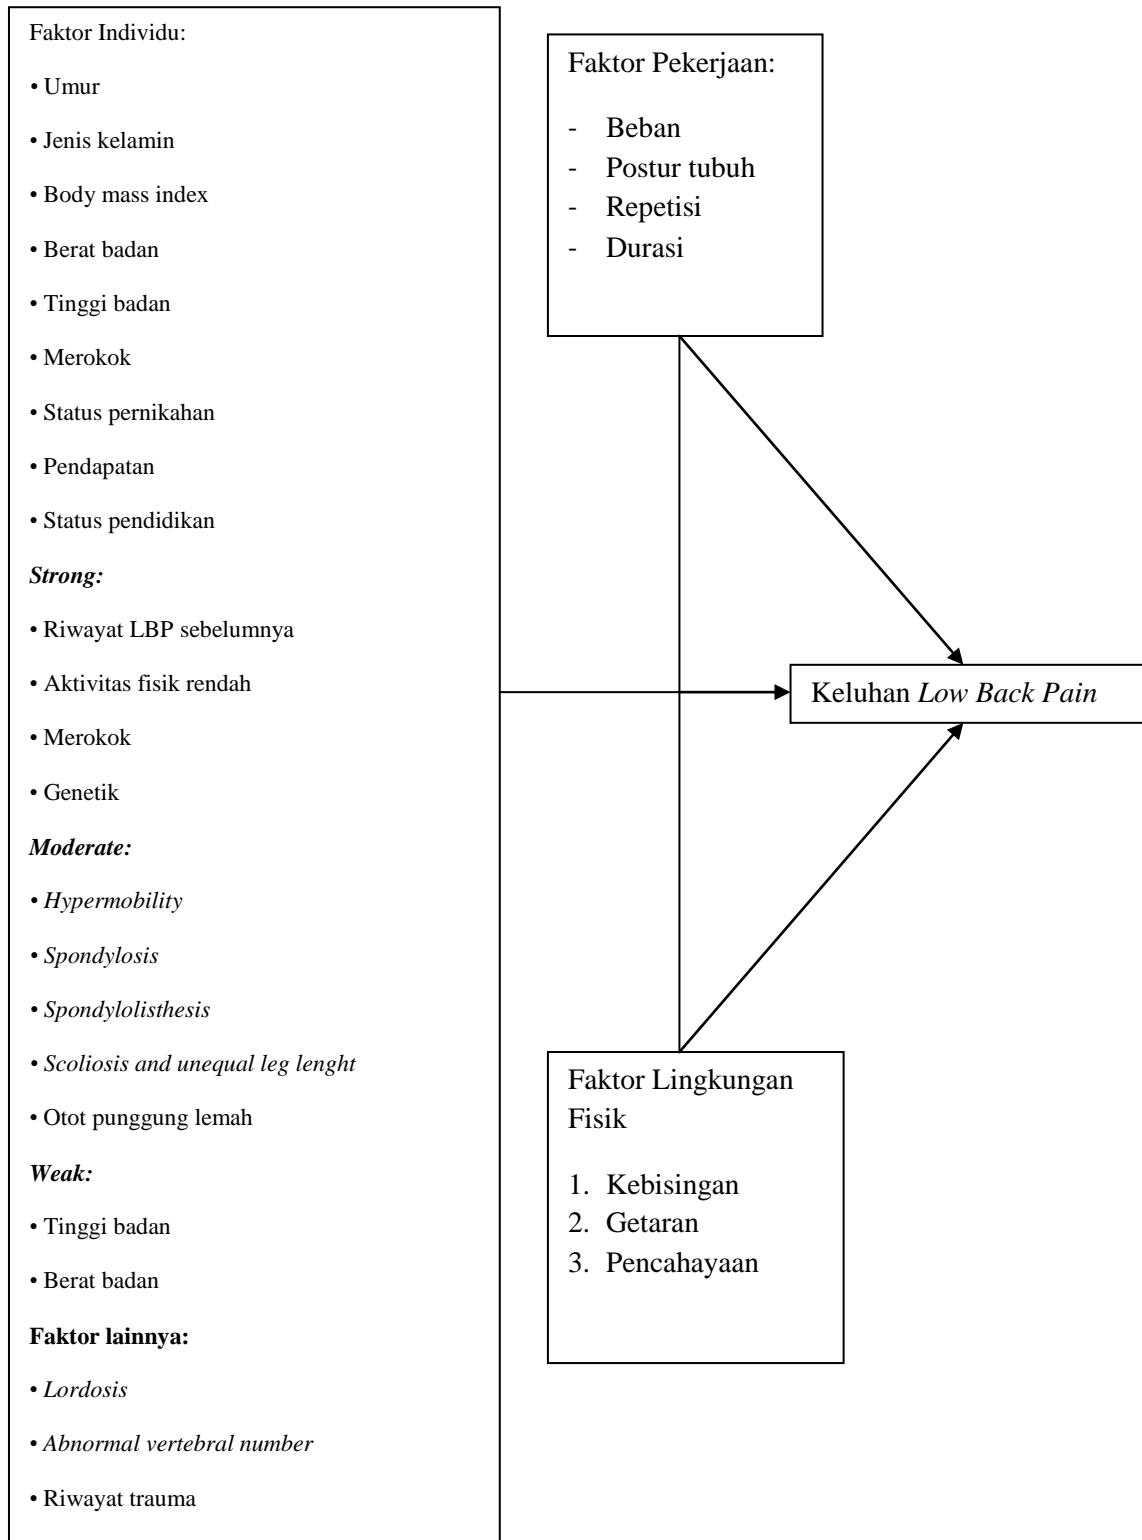 Faktor Individu:
• Umur
• Jenis kelamin
• Body mass index
• Berat badan
• Tinggi badan
• Merokok
• Status pernikahan
• Pendapatan
• Status pendidikan
Strong:
• Riwayat LBP sebelumnya
• Aktivitas fisik rendah
• Merokok
• Genetik
Moderate:
• Hypermobility
• Spondylosis
• Spondylolisthesis
• Scoliosis and unequal leg lenght
• Otot punggung lemah
Weak:
• Tinggi badan
• Berat badan
Faktor lainnya:
• Lordosis
• Abnormal vertebral number
• Riwayat trauma
Faktor Pekerjaan:
- Beban
- Postur tubuh
- Repetisi
- Durasi
Keluhan Low Back Pain
Faktor Lingkungan
Fisik
1. Kebisingan
2. Getaran
3. Pencahayaan